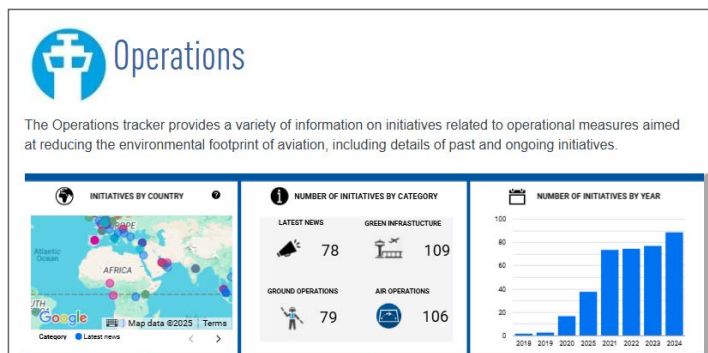 Operations
The Operations tracker provides a variety of information on initiatives related to operational measures aimed
at reducing the environmental footprint of aviation, including details of past and ongoing initiatives.
INITIATIVES BY COUNTRY ?
EUROPE
Atlantic
Ocean
AFRICA
Google
Map data ©2025 Terms
Category Latest news
i NUMBER OF INITIATIVES BY CATEGORY
LATEST NEWS
78
GREEN INFRASTUCTURE
109
GROUND OPERATIONS
79
AIR OPERATIONS
106
NUMBER OF INITIATIVES BY YEAR
100
80
60
40
20
0
2018 2019 2020 2025 2021 2022 2023 2024